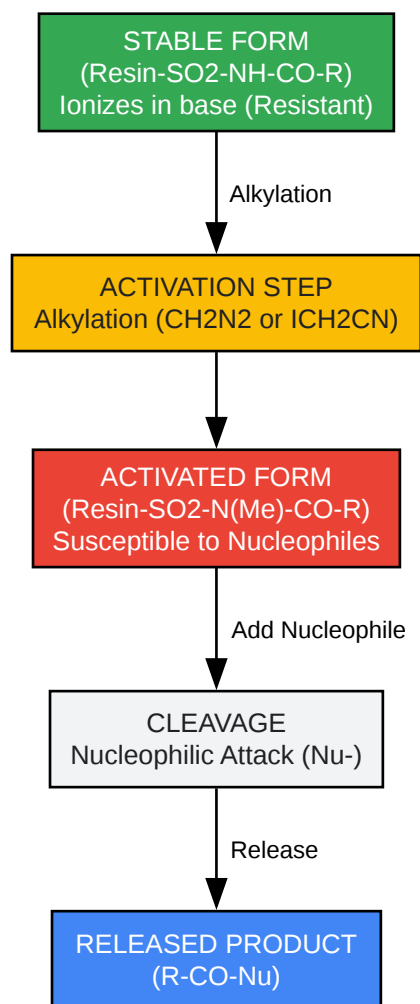 STABLE FORM
(Resin-SO2-NH-CO-R)
Ionizes in base (Resistant)
Alkylation
ACTIVATION STEP
Alkylation (CH2N2 or ICH2CN)
ACTIVATED FORM
(Resin-SO2-N(Me)-CO-R)
Susceptible to Nucleophiles
Add Nucleophile
CLEAVAGE
Nucleophilic Attack (Nu-)
Release
RELEASED PRODUCT
(R-CO-Nu)